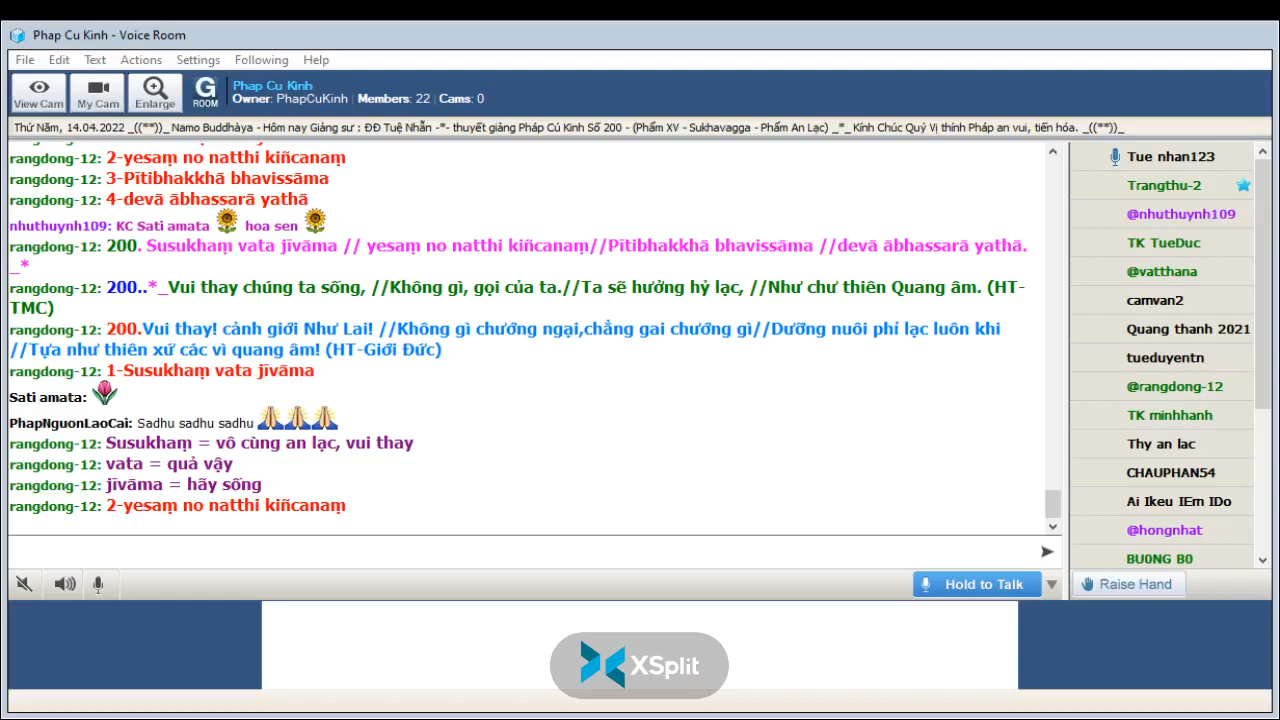 Phap Cu Kinh - Voice Room
File Edit Text Actions Settings Following Help
View Cam My Cam Enlarge G ROOM
Phap Cu Kinh
Owner: PhapCuKinh | Members: 22 | Cams: 0
Thứ Năm, 14.04.2022 _((**))_ Namo Buddhàya - Hôm nay Giảng sư : ĐĐ Tuệ Nhẫn -*- thuyết giảng Pháp Cú Kinh Số 200 - (Phẩm XV - Sukhavagga - Phẩm An Lạc) _*_ Kính Chúc Quý Vị thính Pháp an vui, tiến hóa. _((**))_
rangdong-12: 2-yesaṃ no natthi kiñcanaṃ
rangdong-12: 3-Pītibhakkhā bhavissāma
rangdong-12: 4-devā ābhassarā yathā
nhuthuynh109: KC Sati amata hoa sen
rangdong-12: 200. Susukhaṃ vata jīvāma // yesaṃ no natthi kiñcanaṃ//Pītibhakkhā bhavissāma //devā ābhassarā yathā.
_*
rangdong-12: 200..*_Vui thay chúng ta sống, //Không gì, gọi của ta.//Ta sẽ hưởng hỷ lạc, //Như chư thiên Quang âm. (HT-
TMC)
rangdong-12: 200.Vui thay! cảnh giới Như Lai! //Không gì chướng ngại,chẳng gai chướng gì//Dưỡng nuôi phỉ lạc luôn khi
//Tựa như thiên xứ các vì quang âm! (HT-Giới Đức)
rangdong-12: 1-Susukhaṃ vata jīvāma
Sati amata:
PhapNguonLaoCai: Sadhu sadhu sadhu
rangdong-12: Susukhaṃ = vô cùng an lạc, vui thay
rangdong-12: vata = quả vậy
rangdong-12: jīvāma = hãy sống
rangdong-12: 2-yesaṃ no natthi kiñcanaṃ
Tue nhan123
Trangthu-2
@nhuthuynh109
TK TueDuc
@vatthana
camvan2
Quang thanh 2021
tueduyentn
@rangdong-12
TK minhhanh
Thy an lac
CHAUPHAN54
Ai Ikeu IEm IDo
@hongnhat
BU0NG B0
Hold to Talk
Raise Hand
XSplit